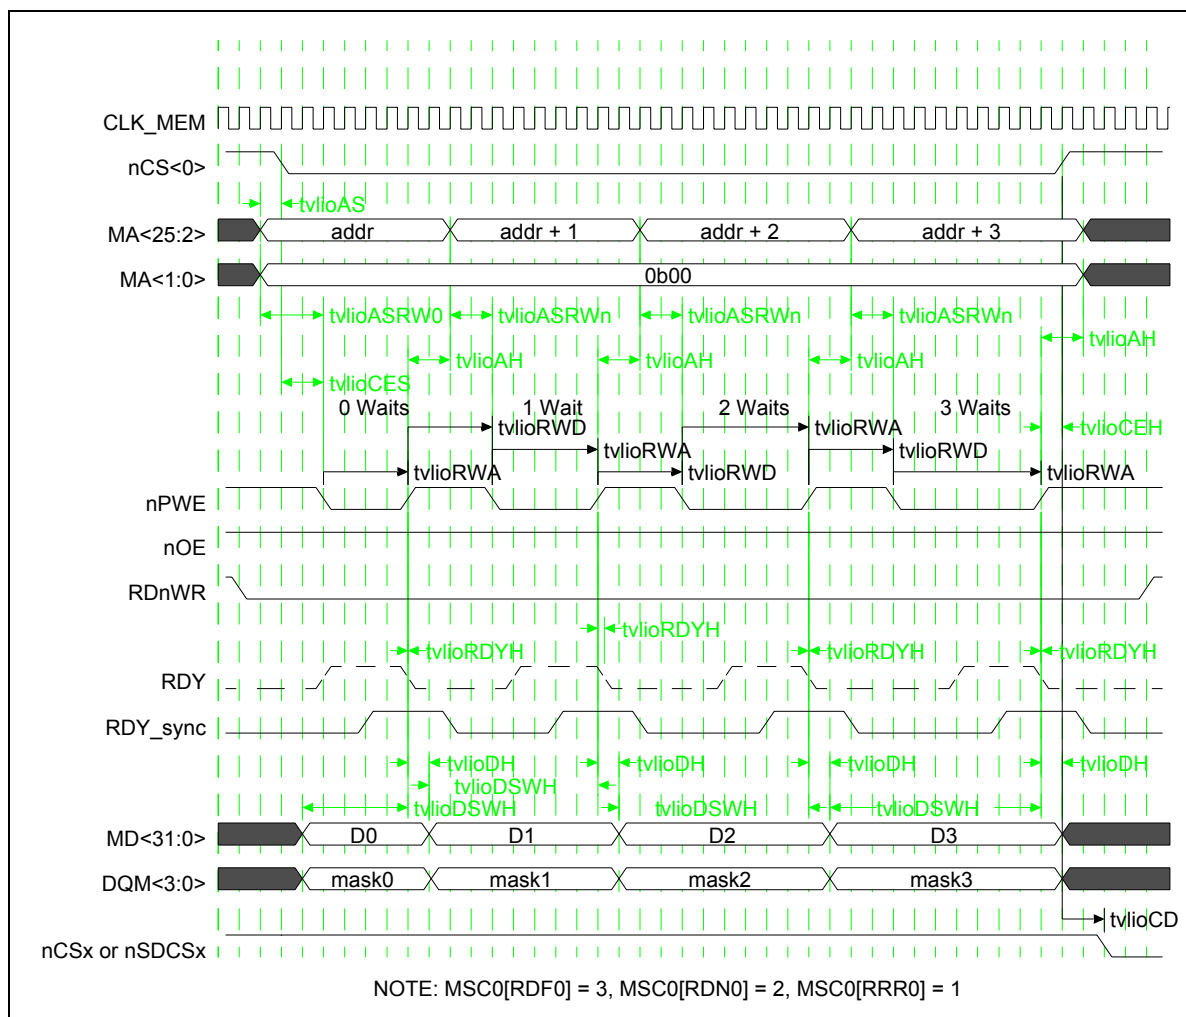 CLK_MEM
nCS<0>
tvlioAS
MA<25:2> addr addr + 1 addr + 2 addr + 3
MA<1:0> 0b00
tvlioASRW0 tvlioASRWn tvlioASRWn tvlioASRWn
tvlioAH
tvlioAH tvlioAH tvlioAH
tvlioCES
0 Waits 1 Wait 2 Waits 3 Waits
tvlioRWD tvlioRWA tvlioCEH
tvlioRWA tvlioRWD
tvlioRWA tvlioRWD tvlioRWA
nPWE
nOE
RDnWR
tvlioRDYH
tvlioRDYH tvlioRDYH tvlioRDYH
RDY
RDY_sync
tvlioDH tvlioDH tvlioDH tvlioDH
tvlioDSWH
tvlioDSWH tvlioDSWH tvlioDSWH
MD<31:0> D0 D1 D2 D3
DQM<3:0> mask0 mask1 mask2 mask3
tvlioCD
nCSx or nSDCSx
NOTE: MSC0[RDF0] = 3, MSC0[RDN0] = 2, MSC0[RRR0] = 1